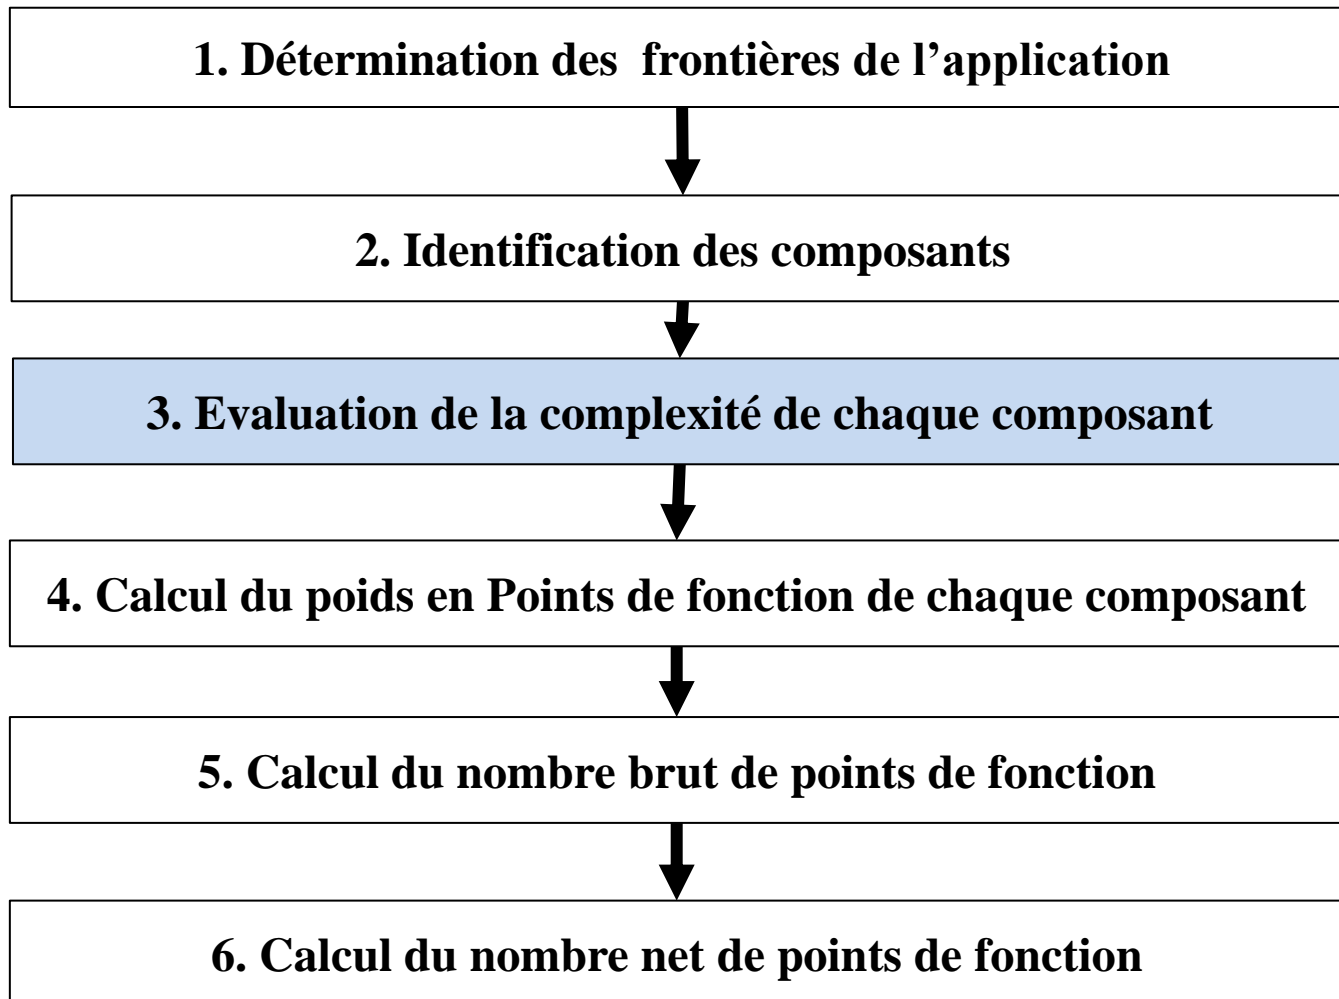 1. Détermination des  frontières de l’application
2. Identification des composants
3. Evaluation de la complexité de chaque composant
4. Calcul du poids en Points de fonction de chaque composant
5. Calcul du nombre brut de points de fonction
6. Calcul du nombre net de points de fonction